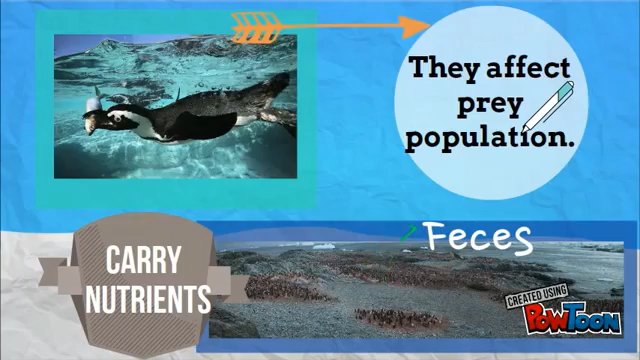 They affect
prey
population.
Feces
CARRY
NUTRIENTS
CREATED USING
POWTOON